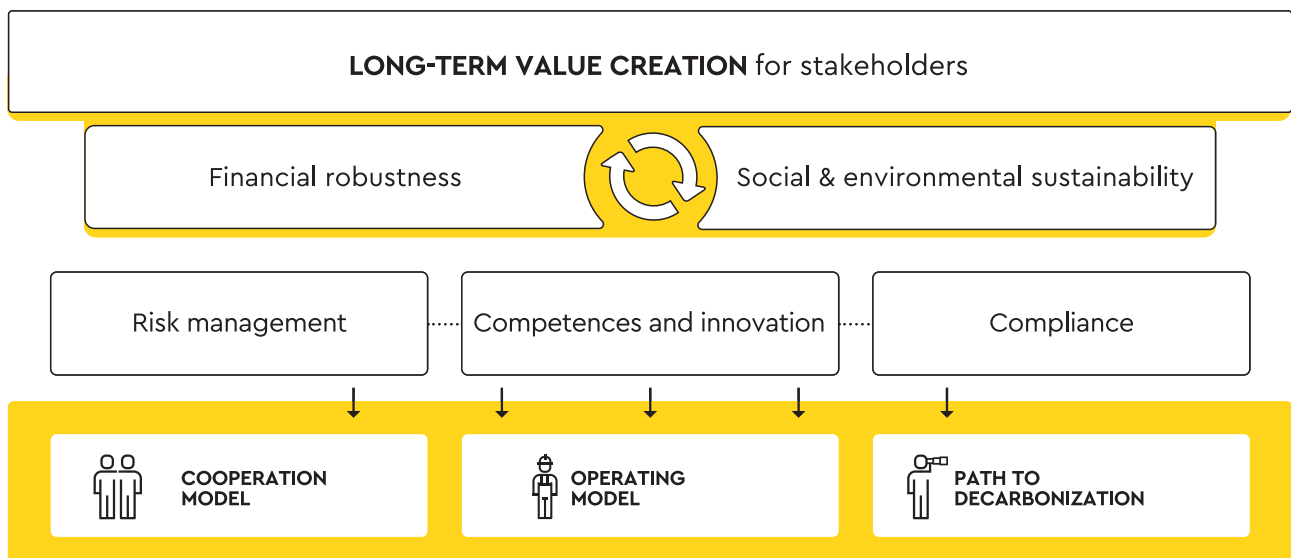 LONG-TERM VALUE CREATION for stakeholders
Financial robustness
Social & environmental sustainability
Risk management
Competences and innovation
Compliance
COOPERATION
MODEL
OPERATING
MODEL
PATH TO
DECARBONIZATION